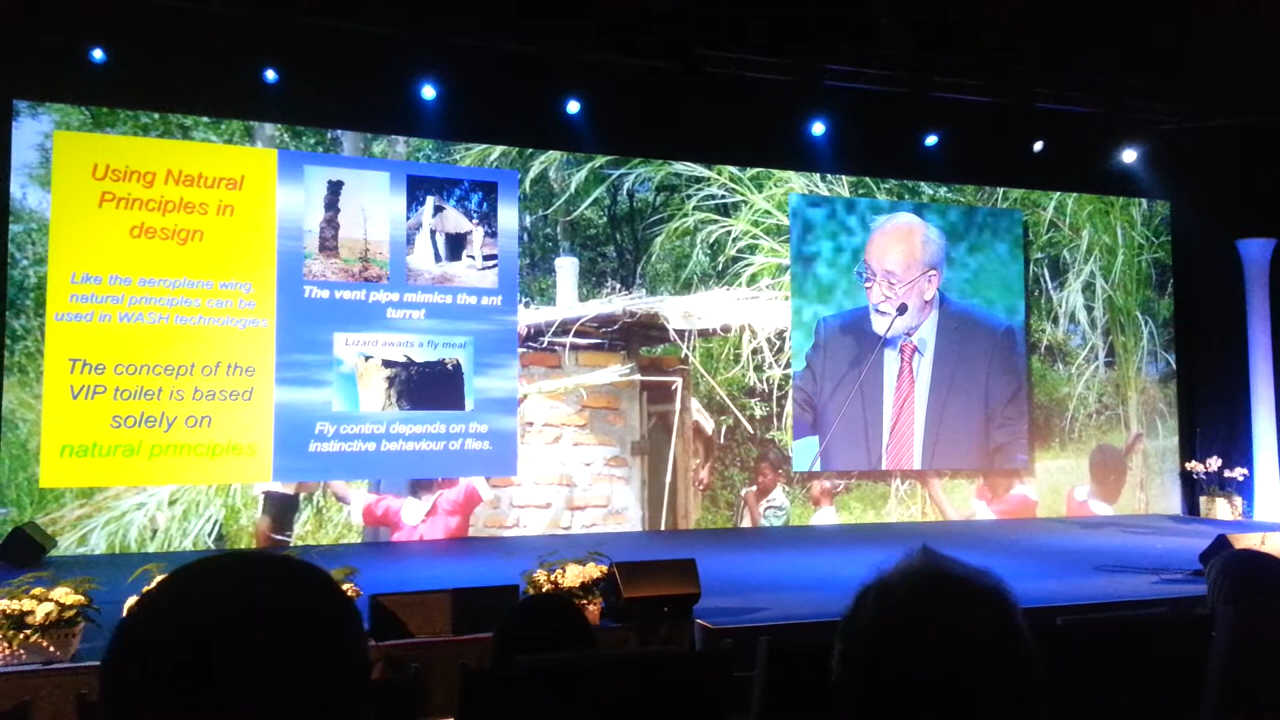 Using Natural
Principles in
design
Like the aeroplane wing,
natural principles can be
used in WASH technologies
The concept of the
VIP toilet is based
solely on
natural principles
The vent pipe mimics the ant
turret
Lizard awaits a fly meal
Fly control depends on the
instinctive behaviour of flies.